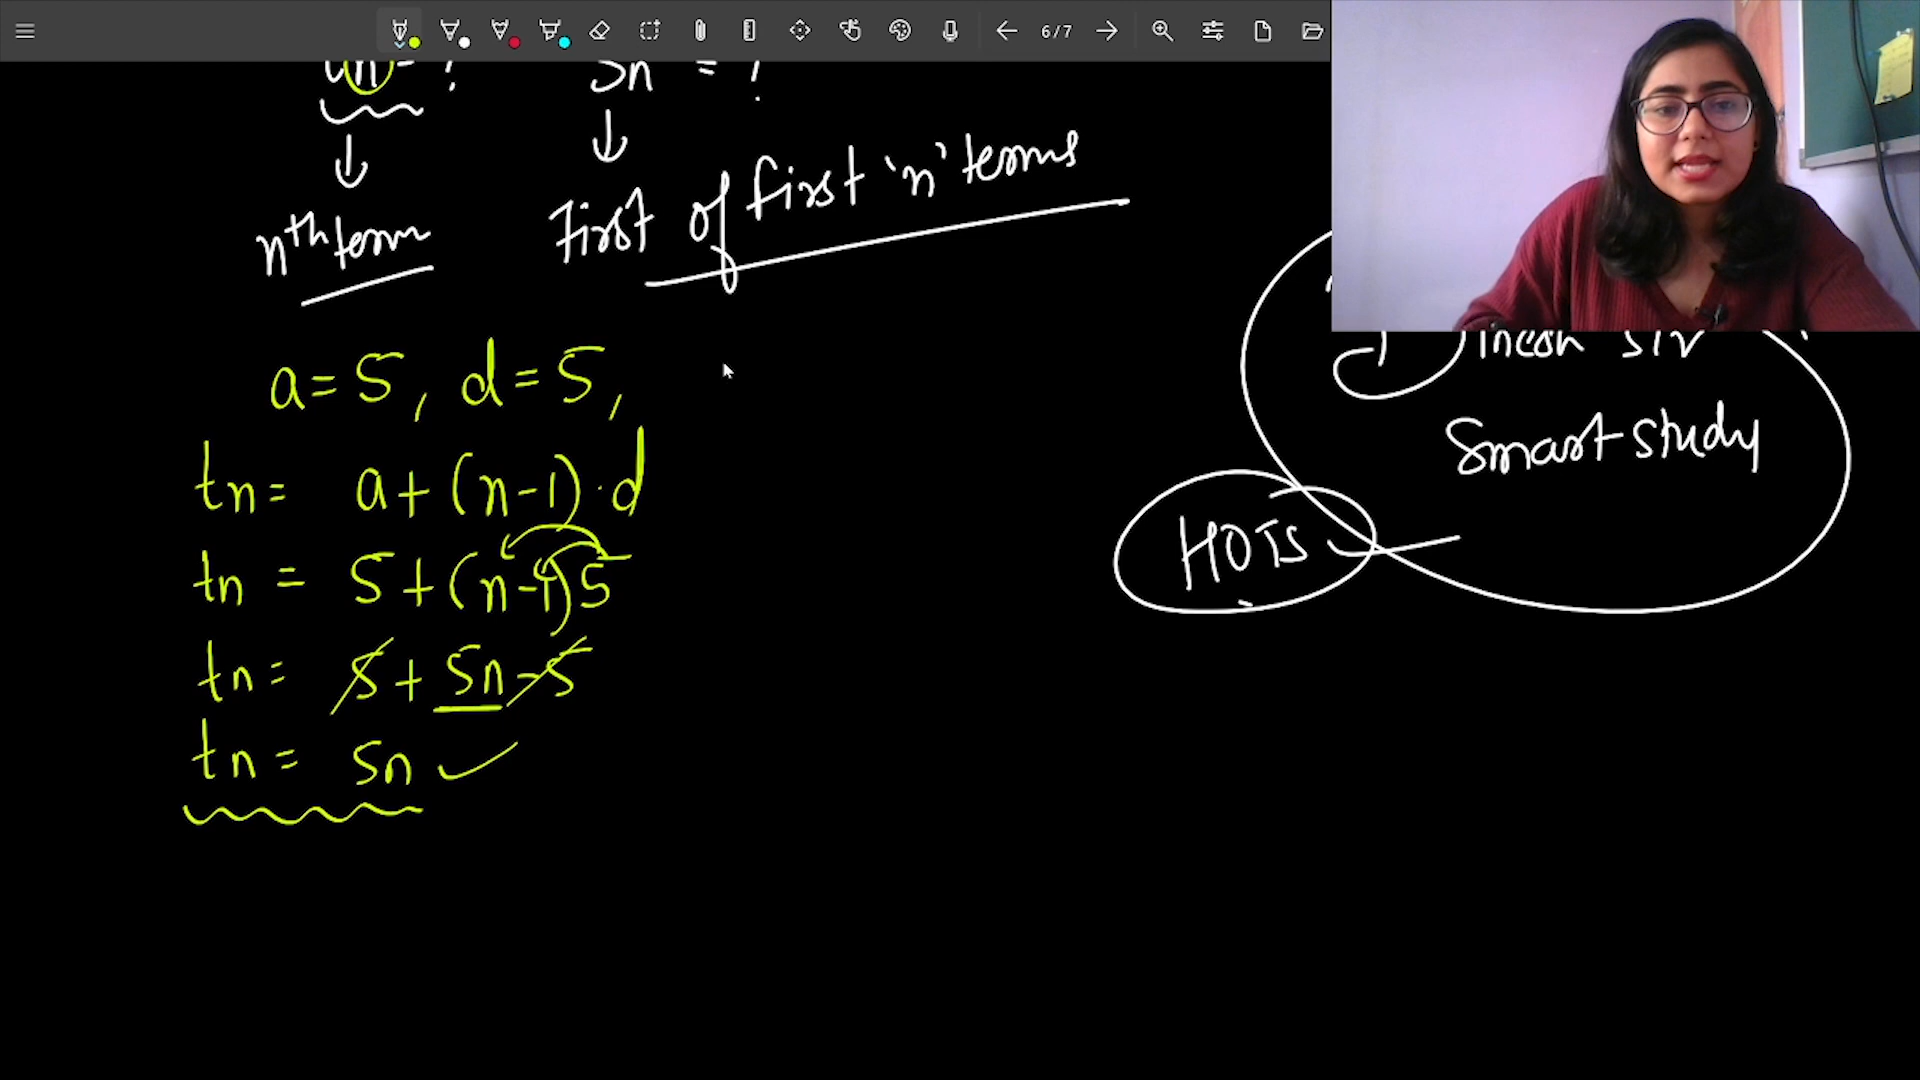 6/7
Sn = ?
nth term
First of first 'n' terms
a = 5, d = 5,
tn = a + (n-1) · d
tn = 5 + (n-1) 5
tn = 5 + 5n - 5
tn = 5n ✓
Smart study
HOTS